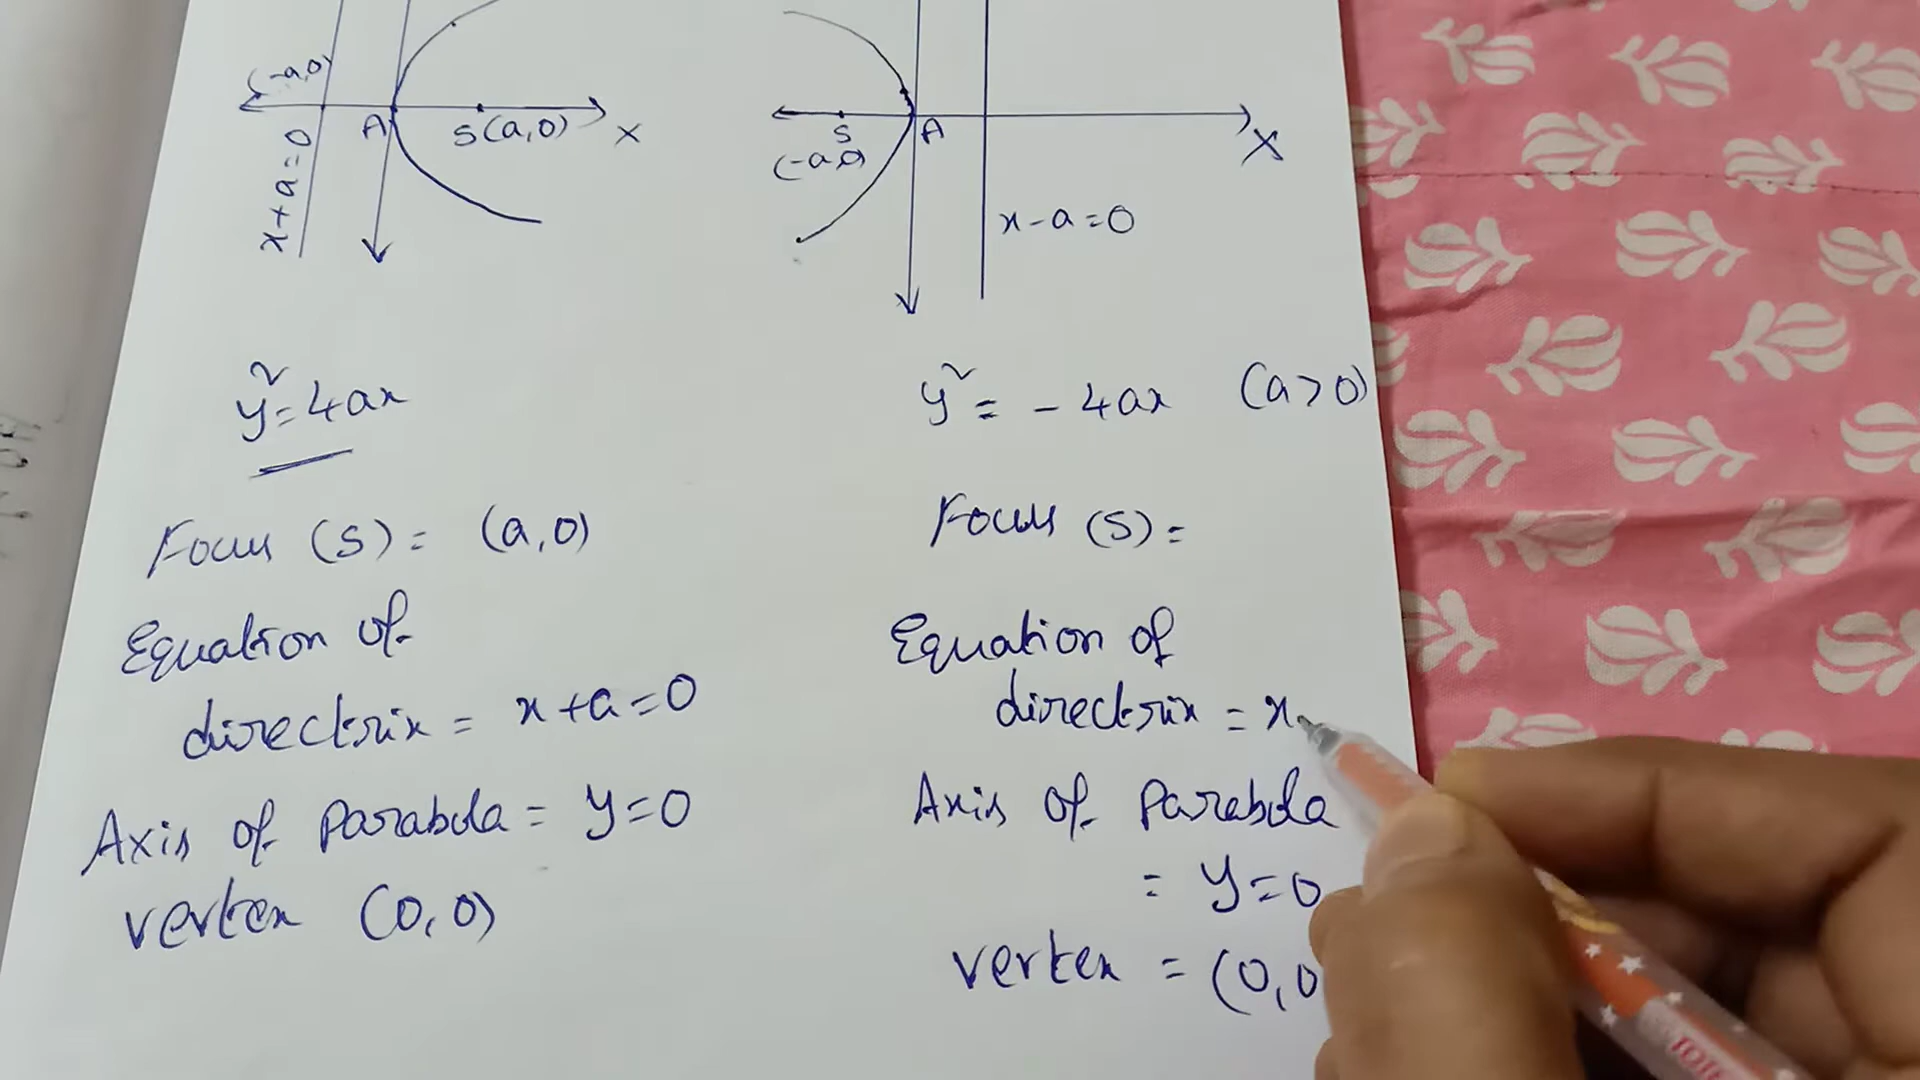 (-a,0)
x+a=0
A
S(a,0)
X
S
(-a,0)
A
X
x-a=0
y²=4ax
Focus (S) = (a,0)
Equation of
directrix = x+a=0
Axis of Parabola = y=0
vertex (0,0)
y² = -4ax (a>0)
Focus (S) =
Equation of
directrix = x
Axis of Parabola
= y=0
vertex = (0,0